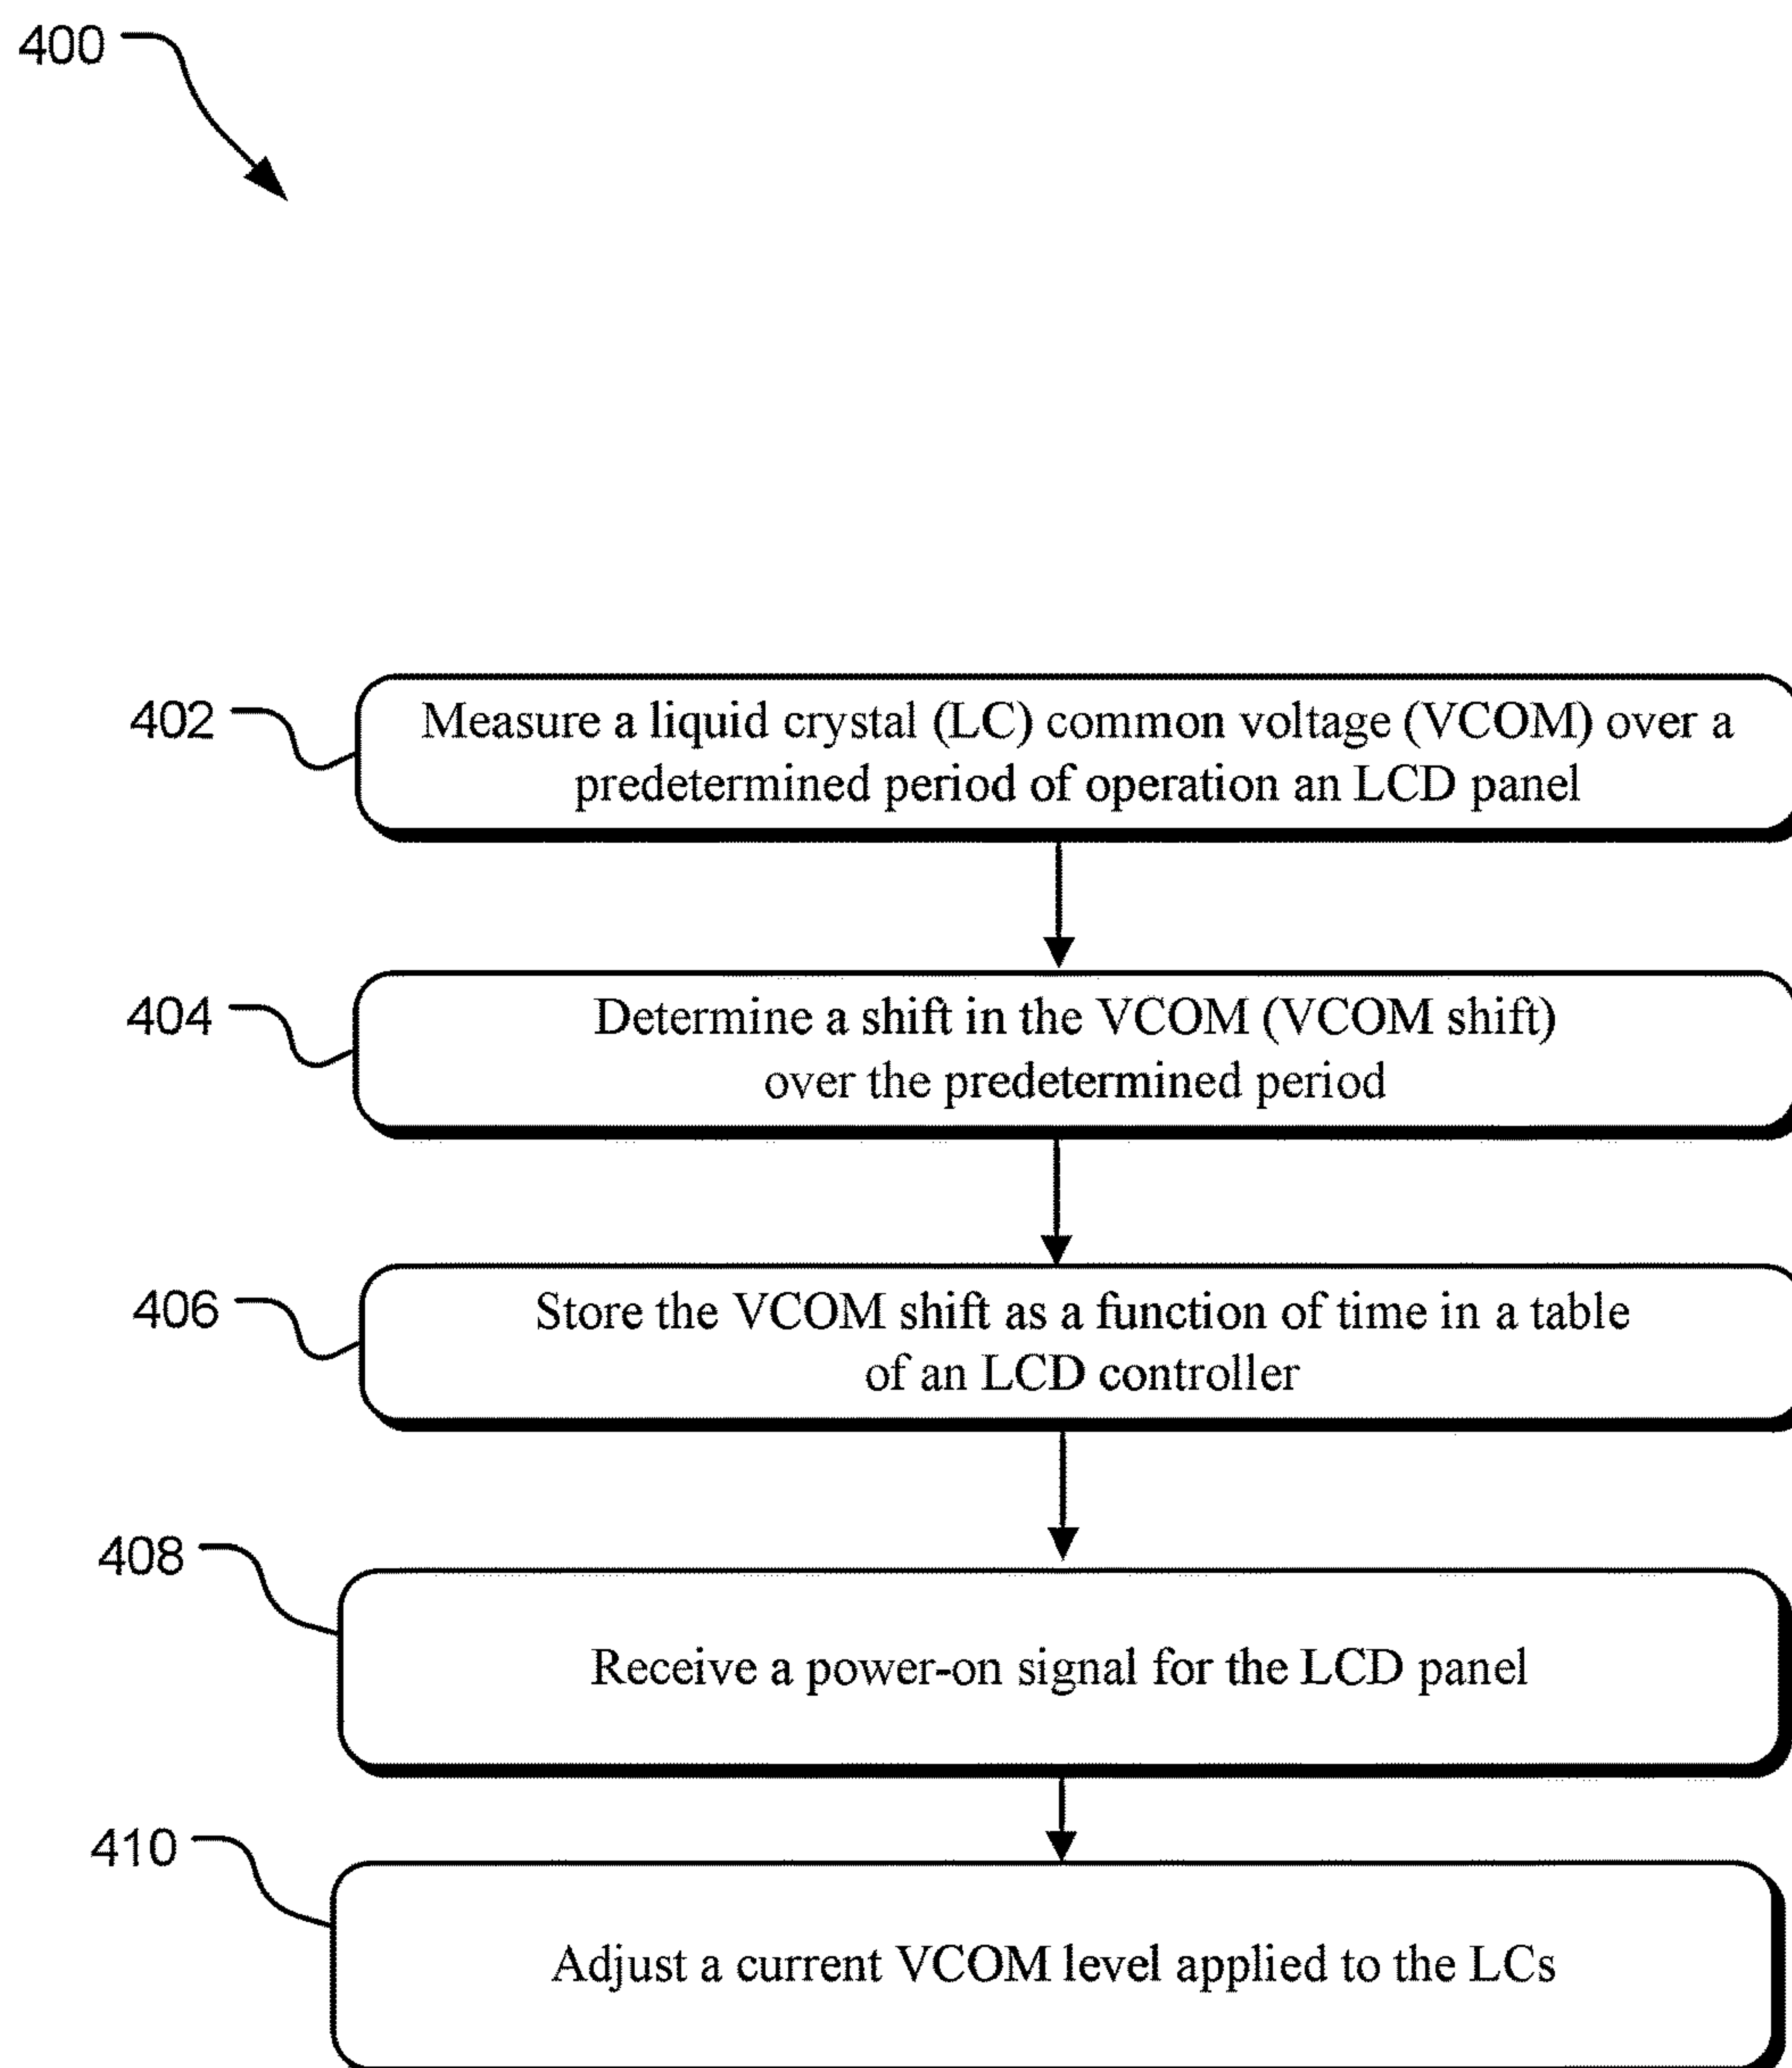 400
402
Measure a liquid crystal (LC) common voltage (VCOM) over a
predetermined period of operation an LCD panel
404
Determine a shift in the VCOM (VCOM shift)
over the predetermined period
406
Store the VCOM shift as a function of time in a table
of an LCD controller
408
Receive a power-on signal for the LCD panel
410
Adjust a current VCOM level applied to the LCs